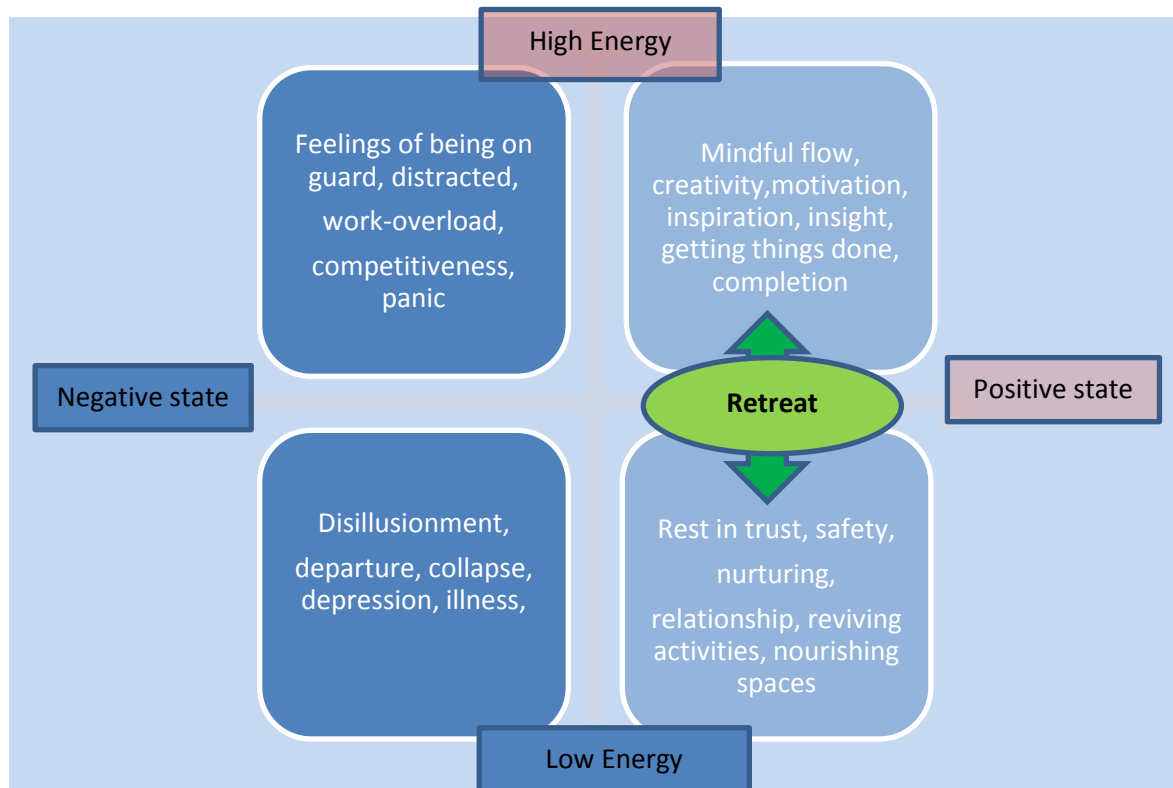 High Energy
Feelings of being on
guard, distracted,
work-overload,
competitiveness,
panic
Mindful flow,
creativity,motivation,
inspiration, insight,
getting things done,
completion
Negative state
Retreat
Positive state
Disillusionment,
departure, collapse,
depression, illness,
Rest in trust, safety,
nurturing,
relationship, reviving
activities, nourishing
spaces
Low Energy